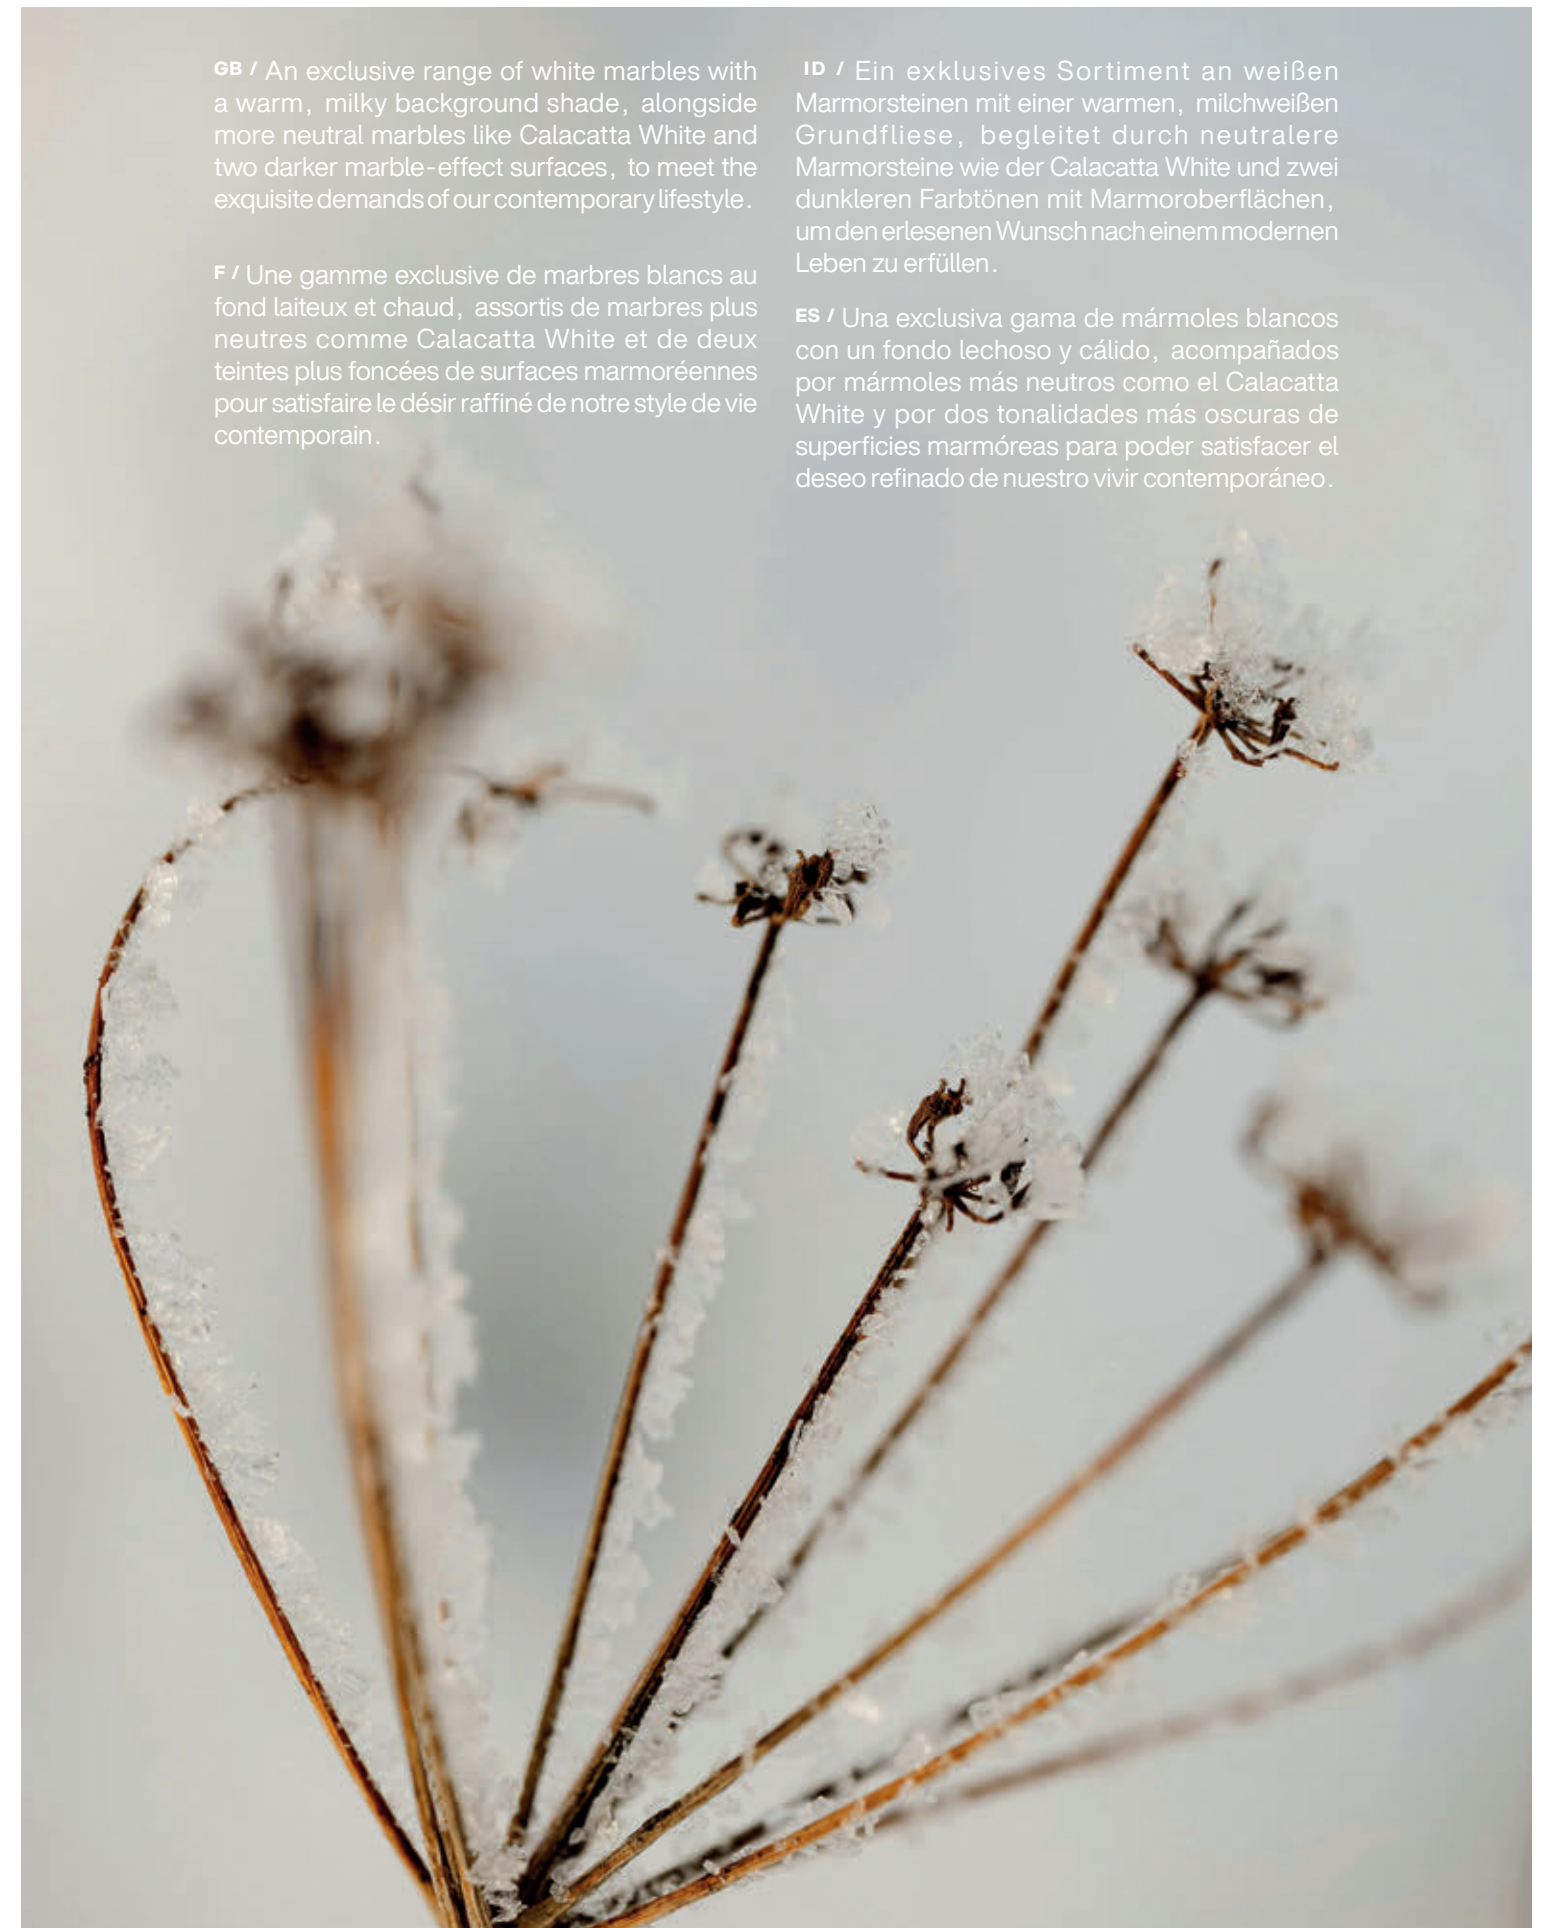 GB / An exclusive range of white marbles with
a warm, milky background shade, alongside
more neutral marbles like Calacatta White and
two darker marble-effect surfaces, to meet the
exquisite demands of our contemporary lifestyle.
F / Une gamme exclusive de marbres blancs au
fond laiteux et chaud, assortis de marbres plus
neutres comme Calacatta White et de deux
teintes plus foncées de surfaces marmoréennes
pour satisfaire le désir raffiné de notre style de vie
contemporain.
ID / Ein exklusives Sortiment an weißen
Marmorsteinen mit einer warmen, milchweißen
Grundfliese, begleitet durch neutralere
Marmorsteine wie der Calacatta White und zwei
dunkleren Farbtönen mit Marmoroberflächen,
um den erlesenen Wunsch nach einem modernen
Leben zu erfüllen.
ES / Una exclusiva gama de mármoles blancos
con un fondo lechoso y cálido, acompañados
por mármoles más neutros como el Calacatta
White y por dos tonalidades más oscuras de
superficies marmóreas para poder satisfacer el
deseo refinado de nuestro vivir contemporáneo.